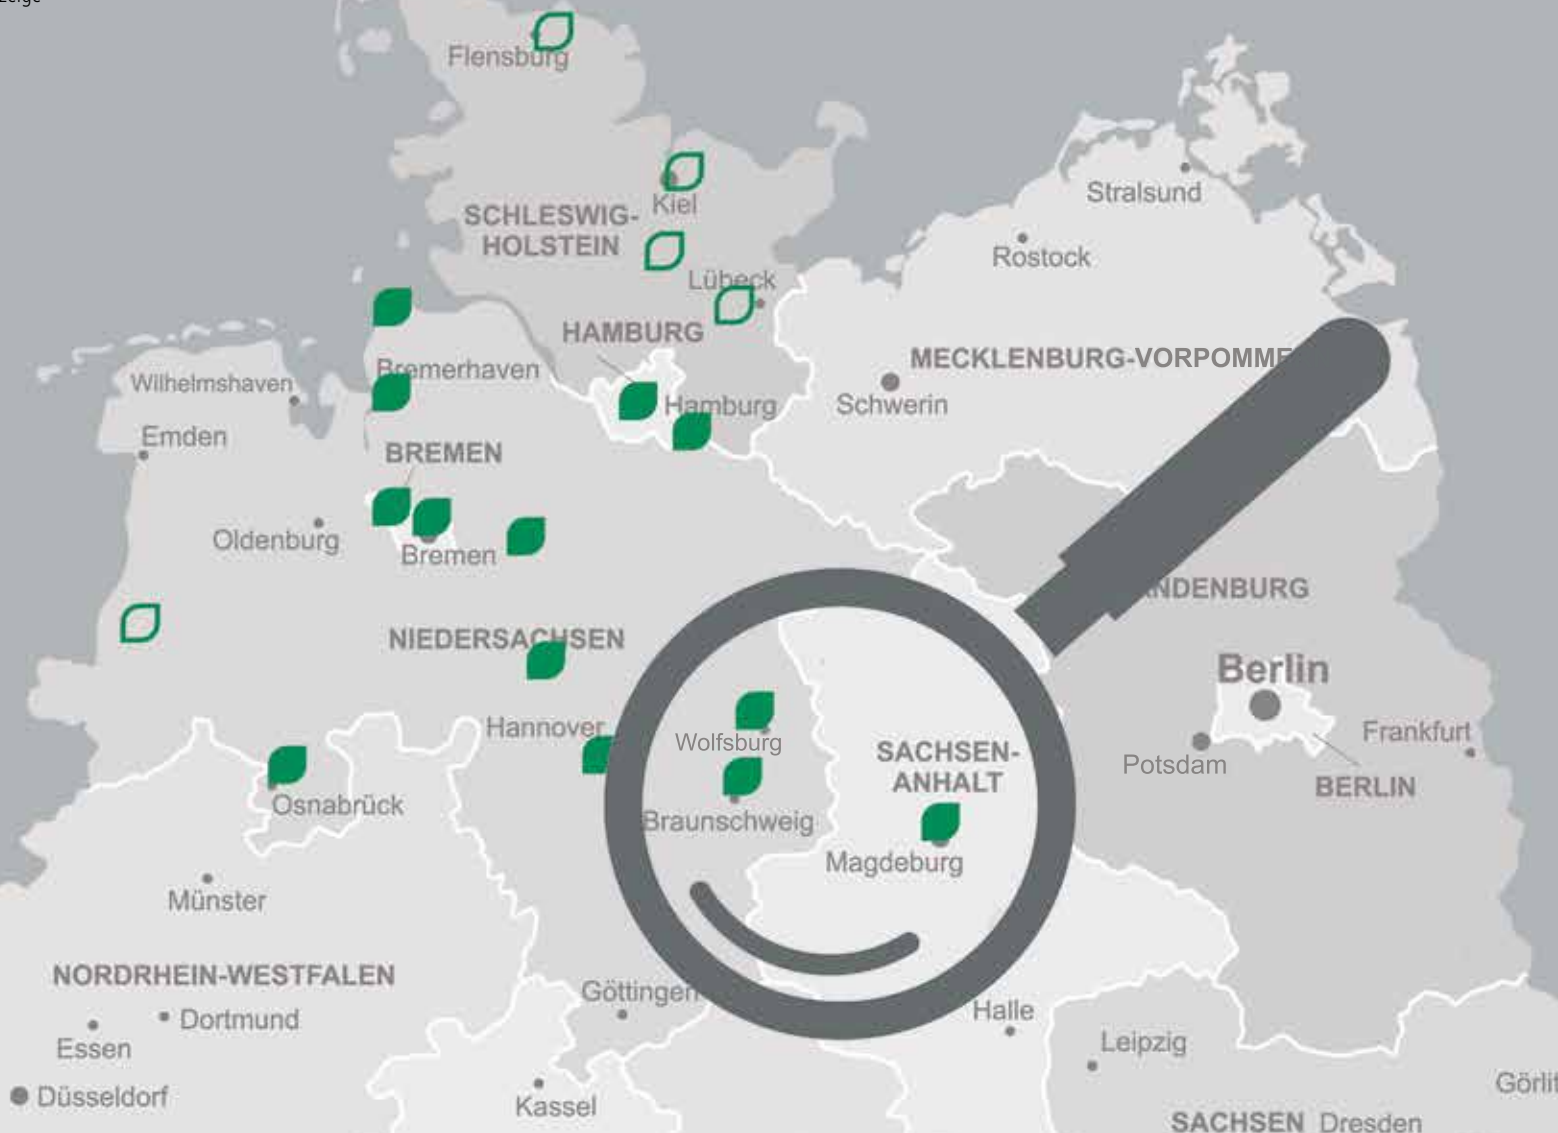 zeige
Flensburg
Kiel
SCHLESWIG-
HOLSTEIN
Lübeck
HAMBURG
Hamburg
Stralsund
Rostock
MECKLENBURG-VORPOMME
Schwerin
Wilhelmshaven
Bremerhaven
Emden
BREMEN
Oldenburg
Bremen
NIEDERSACHSEN
Hannover
Osnabrück
Wolfsburg
Braunschweig
SACHSEN-
ANHALT
Magdeburg
NDENBURG
Berlin
Potsdam
Frankfurt
BERLIN
Münster
NORDRHEIN-WESTFALEN
Dortmund
Essen
Düsseldorf
Göttingen
Kassel
Halle
Leipzig
Görlit
SACHSEN Dresden